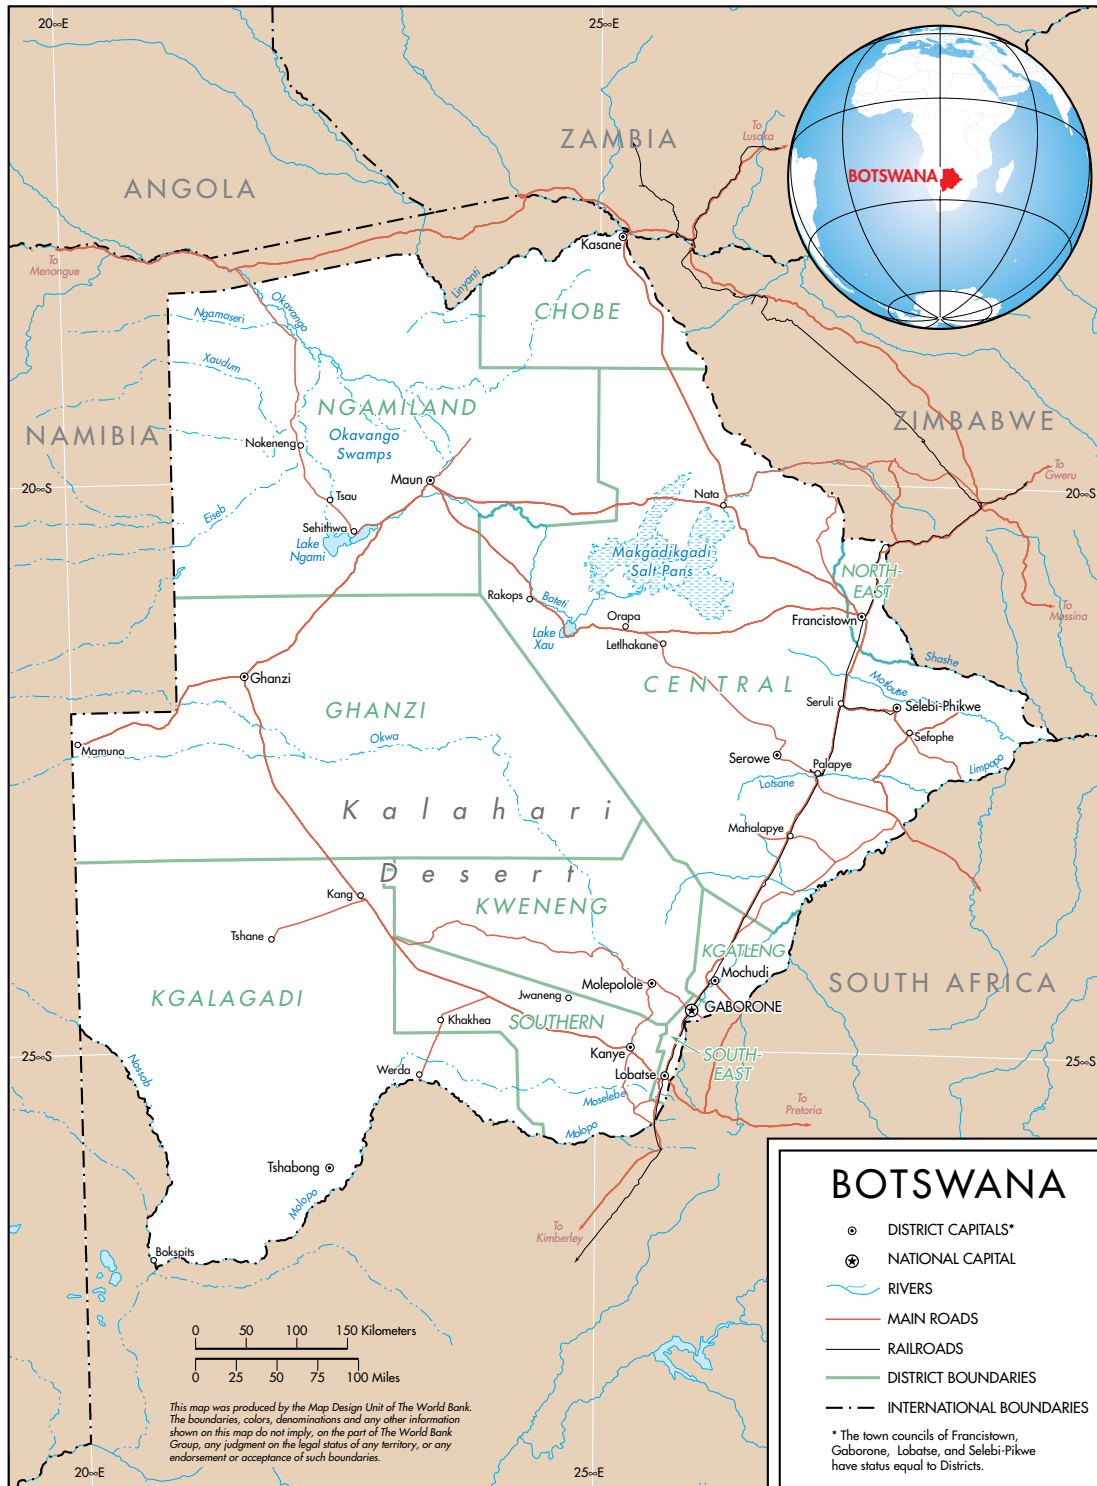 20∞E
25∞E
ZAMBIA
To
Lusaka
ANGOLA
BOTSWANA
Kasane
To
Menongue
Linyanti
Okavango
Ngamaseri
CHOBE
Xaudum
NGAMILAND
NAMIBIA
Okavango
Swamps
ZIMBABWE
Nokeneng
To
Gweru
Maun
20∞S
Nata
20∞S
Tsau
Eiseb
Sehithwa
Lake
Ngami
Makgadikgadi
Salt-Pans
NORTH-
EAST
Rakops
Boteti
To
Messina
Orapa
Francistown
Lake
Xau
Letlhakane
Shashe
Ghanzi
CENTRAL
Motloutse
GHANZI
Seruli
Selebi-Phikwe
Okwa
Sefophe
Mamuno
Serowe
Palapye
Limpopo
Lotsane
Kalahari
Mahalapye
Desert
Kang
KWENENG
Tshane
KGATLENG
Mochudi
Molepolole
SOUTH AFRICA
KGALAGADI
Jwaneng
GABORONE
Khakhea
SOUTHERN
Kanye
SOUTH-
EAST
25∞S
25∞S
Nossob
Werda
Lobatse
Moselebe
To
Pretoria
Molopo
Tshabong
Molopo
To
Kimberley
Bokspits
BOTSWANA
DISTRICT CAPITALS*
NATIONAL CAPITAL
RIVERS
MAIN ROADS
RAILROADS
DISTRICT BOUNDARIES
INTERNATIONAL BOUNDARIES
* The town councils of Francistown,
Gaborone, Lobatse, and Selebi-Pikwe
have status equal to Districts.
0 50 100 150 Kilometers
0 25 50 75 100 Miles
This map was produced by the Map Design Unit of The World Bank.
The boundaries, colors, denominations and any other information
shown on this map do not imply, on the part of The World Bank
Group, any judgment on the legal status of any territory, or any
endorsement or acceptance of such boundaries.
20∞E
25∞E